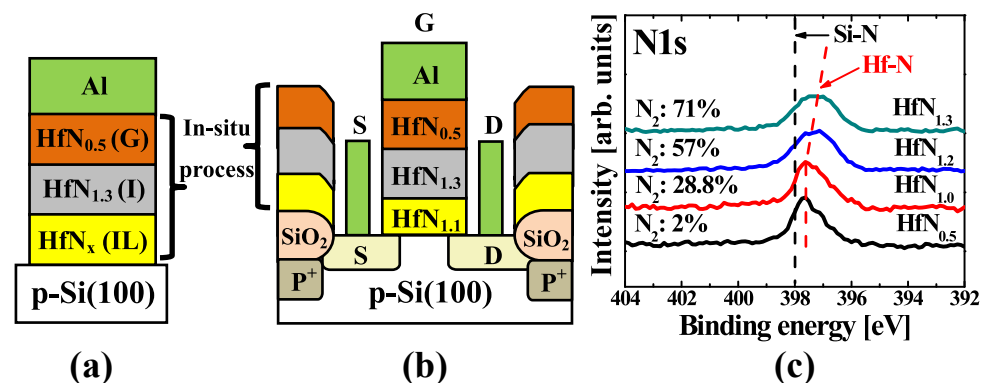 Al
HfN0.5 (G)
HfN1.3 (I)
HfNx (IL)
p-Si(100)
In-situ
process
(a)
G
Al
HfN0.5
HfN1.3
HfN1.1
S
D
SiO2
SiO2
S
D
P+
P+
p-Si(100)
(b)
N1s
Si-N
Hf-N
N2: 71%
HfN1.3
N2: 57%
HfN1.2
N2: 28.8%
HfN1.0
N2: 2%
HfN0.5
Intensity [arb. units]
404 402 400 398 396 394 392
Binding energy [eV]
(c)